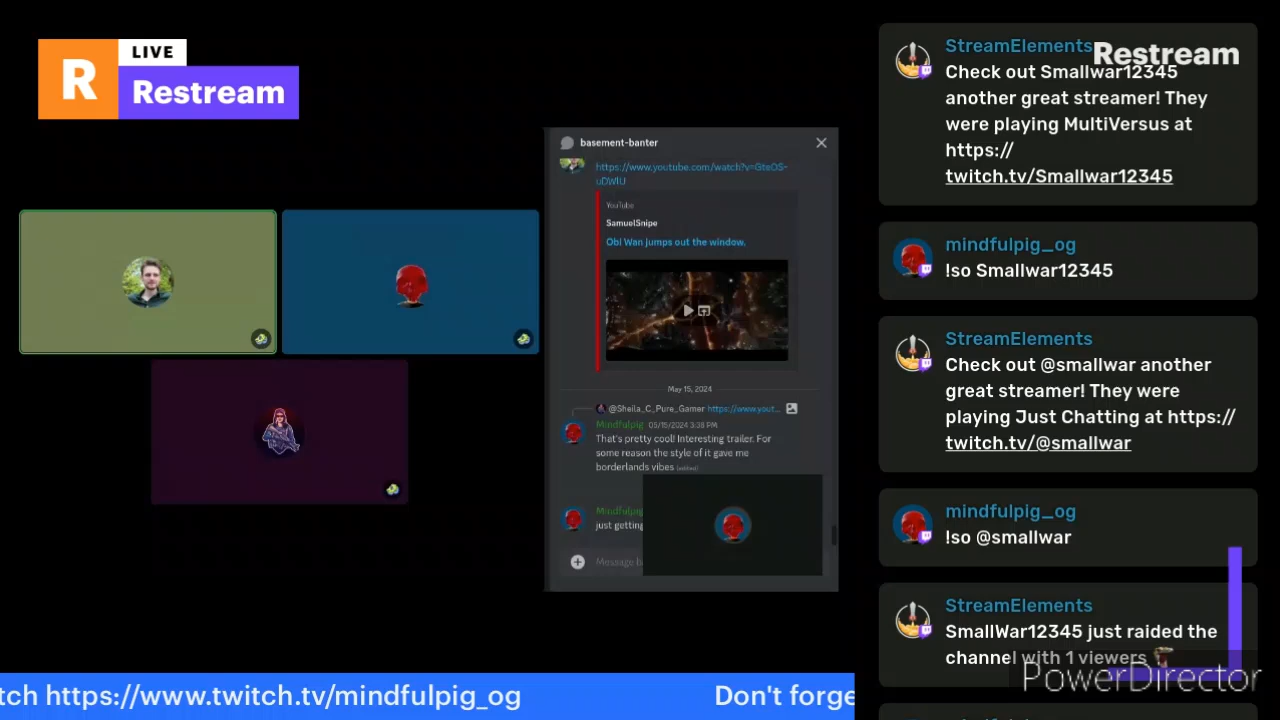 R
LIVE
Restream
basement-banter
https://www.youtube.com/watch?v=GteOS-
uDWlU
YouTube
SamuelSnipe
Obi Wan jumps out the window.
May 15, 2024
@Sheila_C_Pure_Gamer https://www.yout...
Mindfulpig 05/15/2024 3:38 PM
That's pretty cool! Interesting trailer. For
some reason the style of it gave me
borderlands vibes (edited)
Mindfulpig
just getting
Message b
tch https://www.twitch.tv/mindfulpig_og
Don't forge
StreamElements
Restream
Check out Smallwar12345
another great streamer! They
were playing MultiVersus at
https://
twitch.tv/Smallwar12345
mindfulpig_og
!so Smallwar12345
StreamElements
Check out @smallwar another
great streamer! They were
playing Just Chatting at https://
twitch.tv/@smallwar
mindfulpig_og
!so @smallwar
StreamElements
SmallWar12345 just raided the
channel with 1 viewers
PowerDirector